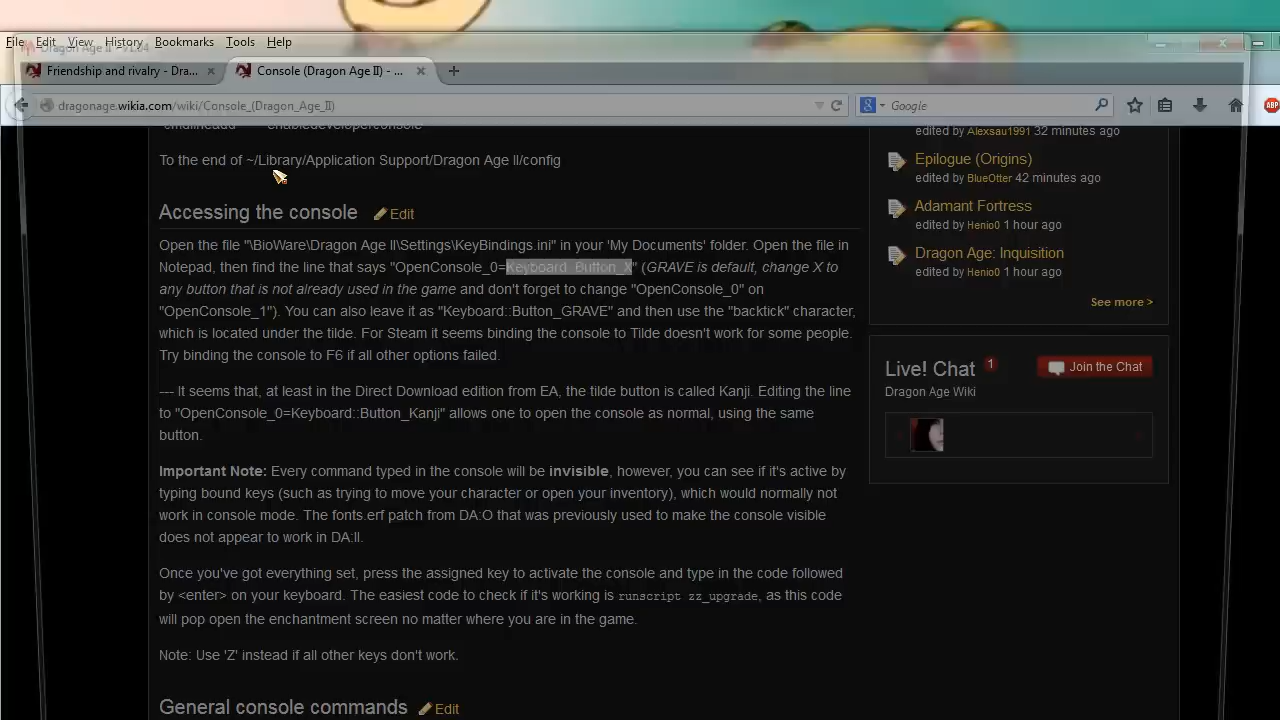 File Edit View History Bookmarks Tools Help
Friendship and rivalry - Dra...
Console (Dragon Age II) - ...
dragonage.wikia.com/wiki/Console_(Dragon_Age_II)
Google
ABP
To the end of ~/Library/Application Support/Dragon Age II/config
Accessing the console Edit
Open the file "\BioWare\Dragon Age II\Settings\KeyBindings.ini" in your 'My Documents' folder. Open the file in
Notepad, then find the line that says "OpenConsole_0=Keyboard::Button_X" (GRAVE is default, change X to
any button that is not already used in the game and don't forget to change "OpenConsole_0" on
"OpenConsole_1"). You can also leave it as "Keyboard::Button_GRAVE" and then use the "backtick" character,
which is located under the tilde. For Steam it seems binding the console to Tilde doesn't work for some people.
Try binding the console to F6 if all other options failed.
--- It seems that, at least in the Direct Download edition from EA, the tilde button is called Kanji. Editing the line
to "OpenConsole_0=Keyboard::Button_Kanji" allows one to open the console as normal, using the same
button.
Important Note: Every command typed in the console will be invisible, however, you can see if it's active by
typing bound keys (such as trying to move your character or open your inventory), which would normally not
work in console mode. The fonts.erf patch from DA:O that was previously used to make the console visible
does not appear to work in DA:II.
Once you've got everything set, press the assigned key to activate the console and type in the code followed
by <enter> on your keyboard. The easiest code to check if it's working is runscript zz_upgrade, as this code
will pop open the enchantment screen no matter where you are in the game.
Note: Use 'Z' instead if all other keys don't work.
General console commands Edit
edited by Alexsau1991 32 minutes ago
Epilogue (Origins)
edited by BlueOtter 42 minutes ago
Adamant Fortress
edited by Henio0 1 hour ago
Dragon Age: Inquisition
edited by Henio0 1 hour ago
See more >
Live! Chat 1
Join the Chat
Dragon Age Wiki